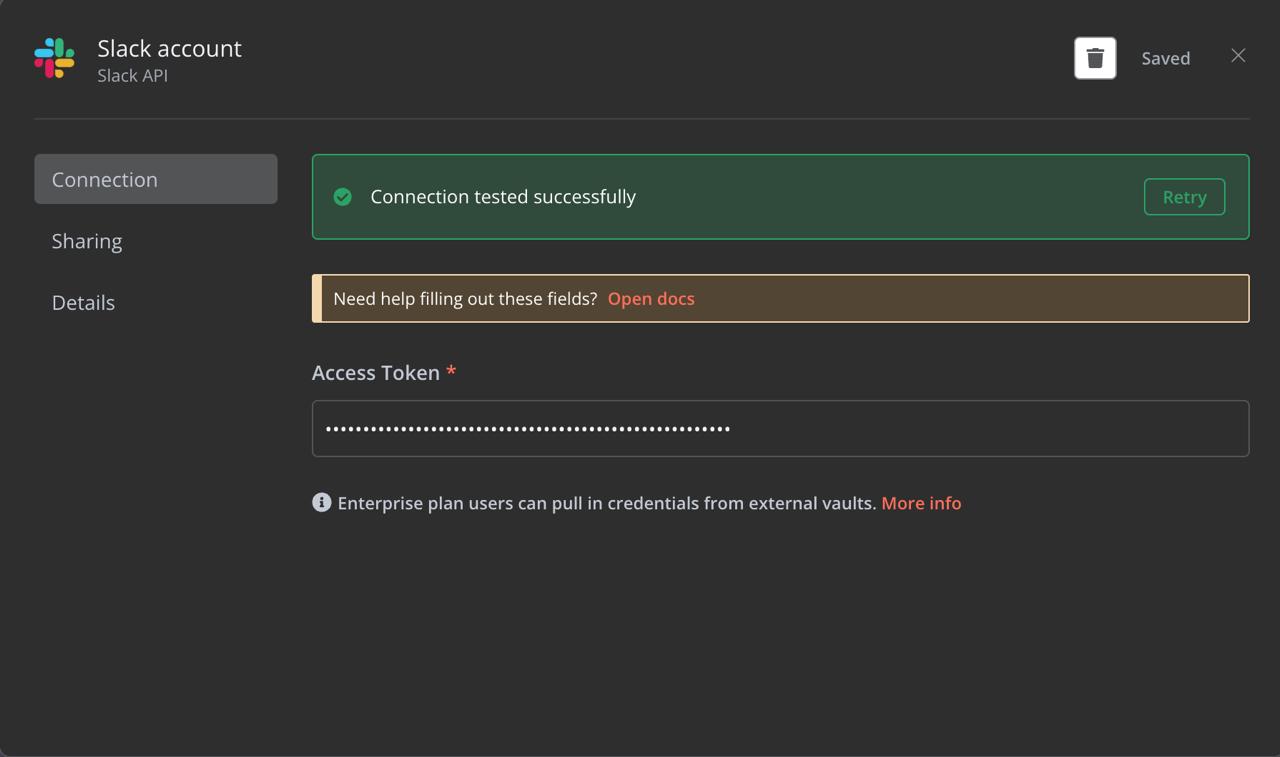 Slack account
Slack API
Saved
Connection
Sharing
Details
Connection tested successfully
Retry
Need help filling out these fields? Open docs
Access Token *
••••••••••••••••••••••••••••••••••••••••••••••••••••••
Enterprise plan users can pull in credentials from external vaults. More info